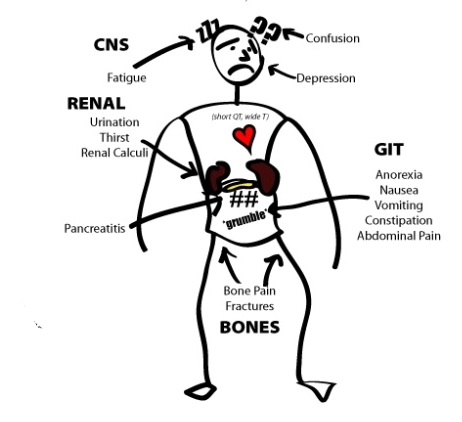 zzz
??
CNS
Confusion
Fatigue
Depression
RENAL
Urination
Thirst
Renal Calculi
(short QT, wide T)
GIT
Anorexia
Nausea
Vomiting
Constipation
Abdominal Pain
Pancreatitis
##
'grumble'
Bone Pain
Fractures
BONES